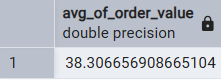 avg_of_order_value
double precision
1 38.306656908665104